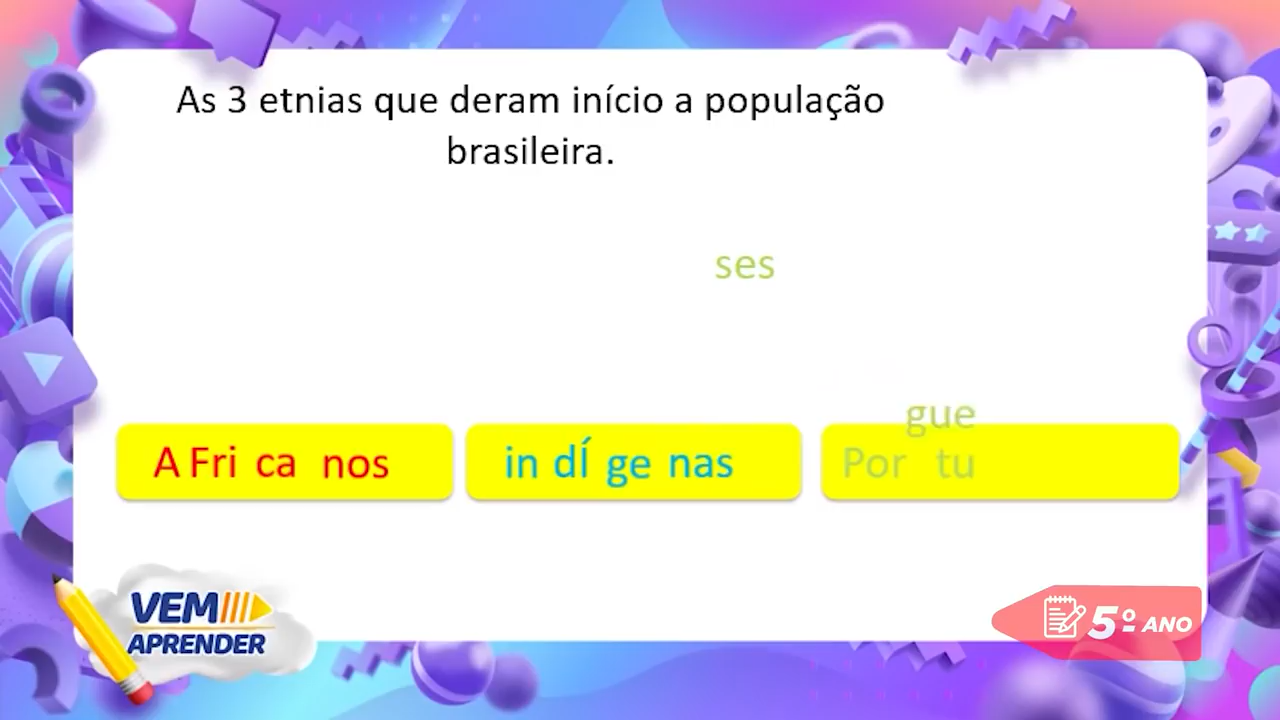 As 3 etnias que deram início a população
brasileira.
ses
gue
A Fri ca nos
in dÍ ge nas
Por tu
VEM
APRENDER
5º ANO